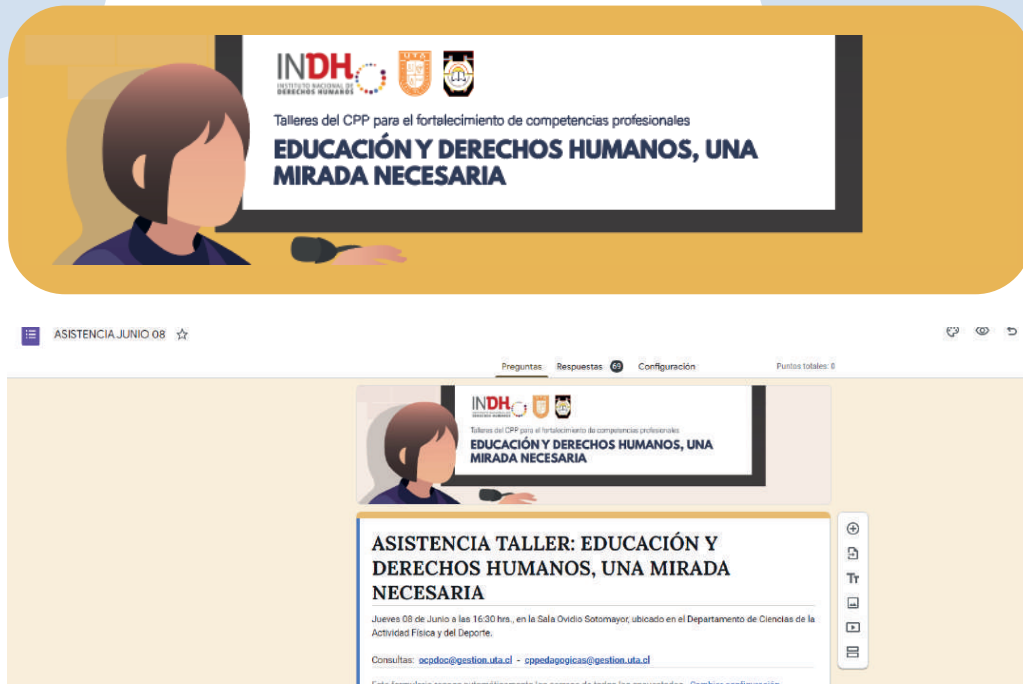 INDH
INSTITUTO NACIONAL DE
DERECHOS HUMANOS
UTA
Talleres del CPP para el fortalecimiento de competencias profesionales
EDUCACIÓN Y DERECHOS HUMANOS, UNA
MIRADA NECESARIA
ASISTENCIA JUNIO 08
Preguntas Respuestas 69 Configuración Puntos totales: 0
INDH
Talleres del CPP para el fortalecimiento de competencias profesionales
EDUCACIÓN Y DERECHOS HUMANOS, UNA
MIRADA NECESARIA
ASISTENCIA TALLER: EDUCACIÓN Y
DERECHOS HUMANOS, UNA MIRADA
NECESARIA
Jueves 08 de Junio a las 16:30 hrs., en la Sala Ovidio Sotomayor, ubicado en el Departamento de Ciencias de la
Actividad Física y del Deporte.
Consultas: ocpdoc@gestion.uta.cl - cppedagogicas@gestion.uta.cl
Tr